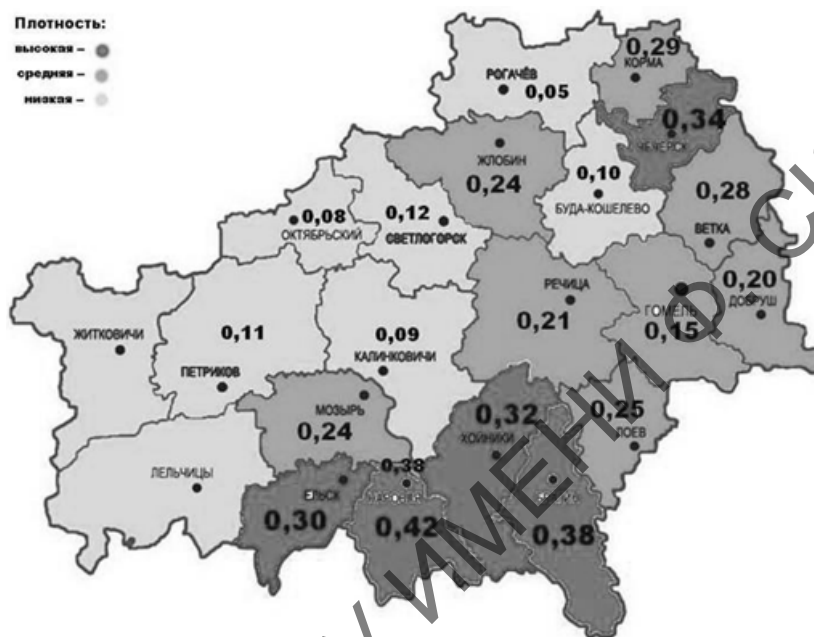 Плотность:
высокая –
средняя –
низкая –
0,29
КОРМА
РОГАЧЁВ
0,05
0,34
ЧЕЧЕРСК
ЖЛОБИН
0,24
0,10
БУДА-КОШЕЛЕВО
0,28
ВЕТКА
0,08
ОКТЯБРЬСКИЙ
0,12
СВЕТЛОГОРСК
РЕЧИЦА
0,21
ГОМЕЛЬ
0,15
0,20
ДОБРУШ
ЖИТКОВИЧИ
0,11
ПЕТРИКОВ
0,09
КАЛИНКОВИЧИ
МОЗЫРЬ
0,24
0,32
ХОЙНИКИ
0,25
ЛОЕВ
ЛЕЛЬЧИЦЫ
ЕЛЬСК
0,30
0,38
0,42
0,38
ИМЕНИ Ф. С